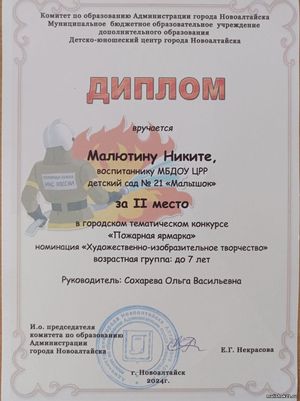 Комитет по образованию Администрации города Новоалтайска
Муниципальное бюджетное образовательное учреждение
дополнительного образования
Детско-юношеский центр города Новоалтайска
ДИПЛОМ
вручается
Малютину Никите,
воспитаннику МБДОУ ЦРР
детский сад № 21 «Малышок»
за II место
в городском тематическом конкурсе
«Пожарная ярмарка»
номинация «Художественно-изобразительное творчество»
возрастная группа: до 7 лет
Руководитель: Сохарева Ольга Васильевна
И.о. председателя
комитета по образованию
Администрации
города Новоалтайска
Е.Г. Некрасова
г. Новоалтайск
2024г.